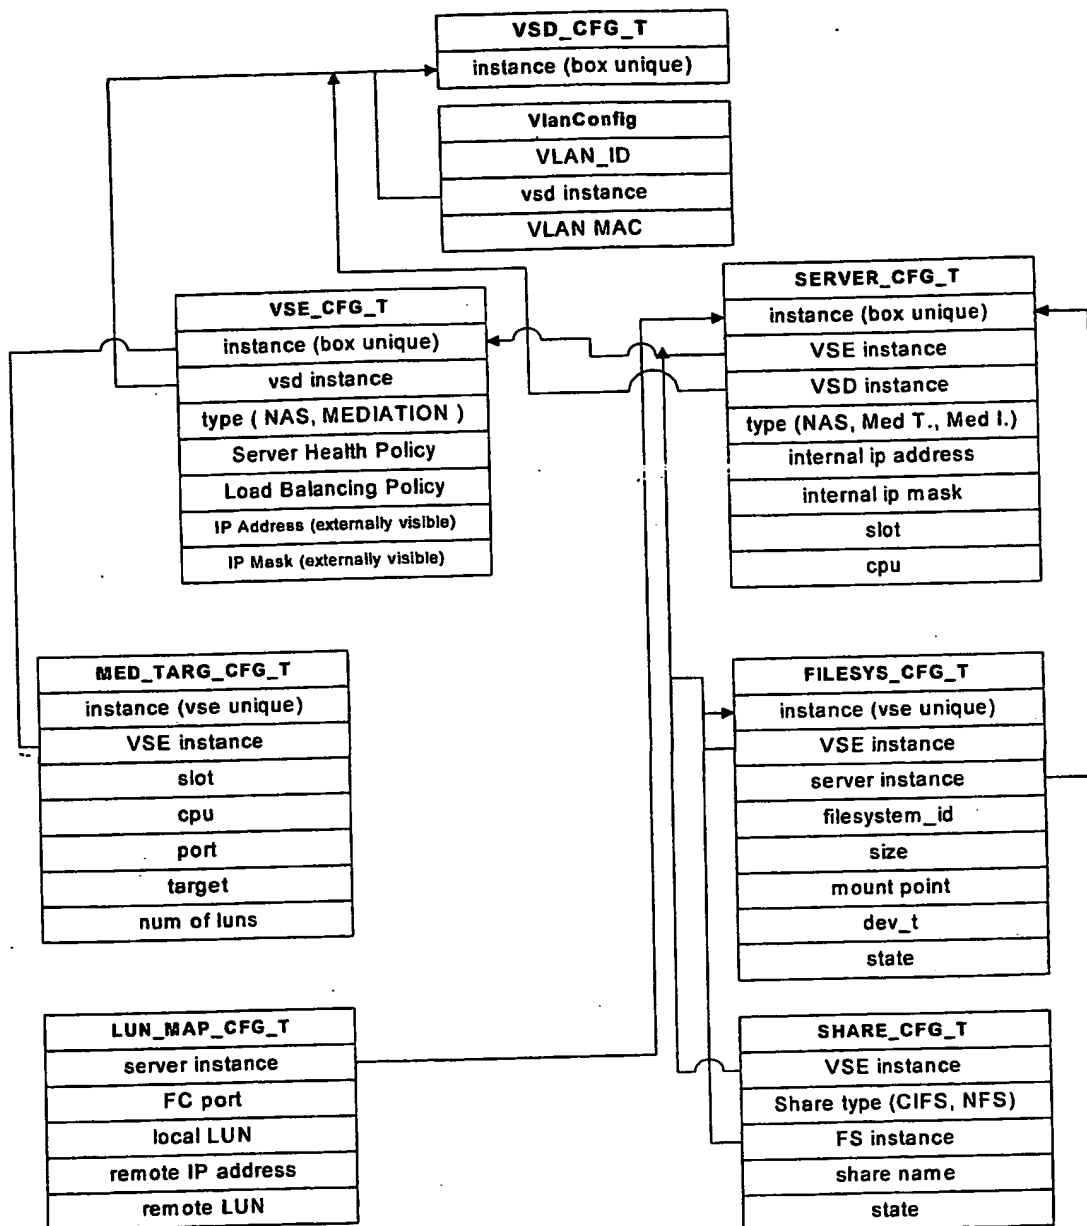 VSD_CFG_T
instance (box unique)
VlanConfig
VLAN_ID
vsd instance
VLAN MAC
VSE_CFG_T
instance (box unique)
vsd instance
type ( NAS, MEDIATION )
Server Health Policy
Load Balancing Policy
IP Address (externally visible)
IP Mask (externally visible)
SERVER_CFG_T
instance (box unique)
VSE instance
VSD instance
type (NAS, Med T., Med I.)
internal ip address
internal ip mask
slot
cpu
MED_TARG_CFG_T
instance (vse unique)
VSE instance
slot
cpu
port
target
num of luns
FILESYS_CFG_T
instance (vse unique)
VSE instance
server instance
filesystem_id
size
mount point
dev_t
state
LUN_MAP_CFG_T
server instance
FC port
local LUN
remote IP address
remote LUN
SHARE_CFG_T
VSE instance
Share type (CIFS, NFS)
FS instance
share name
state